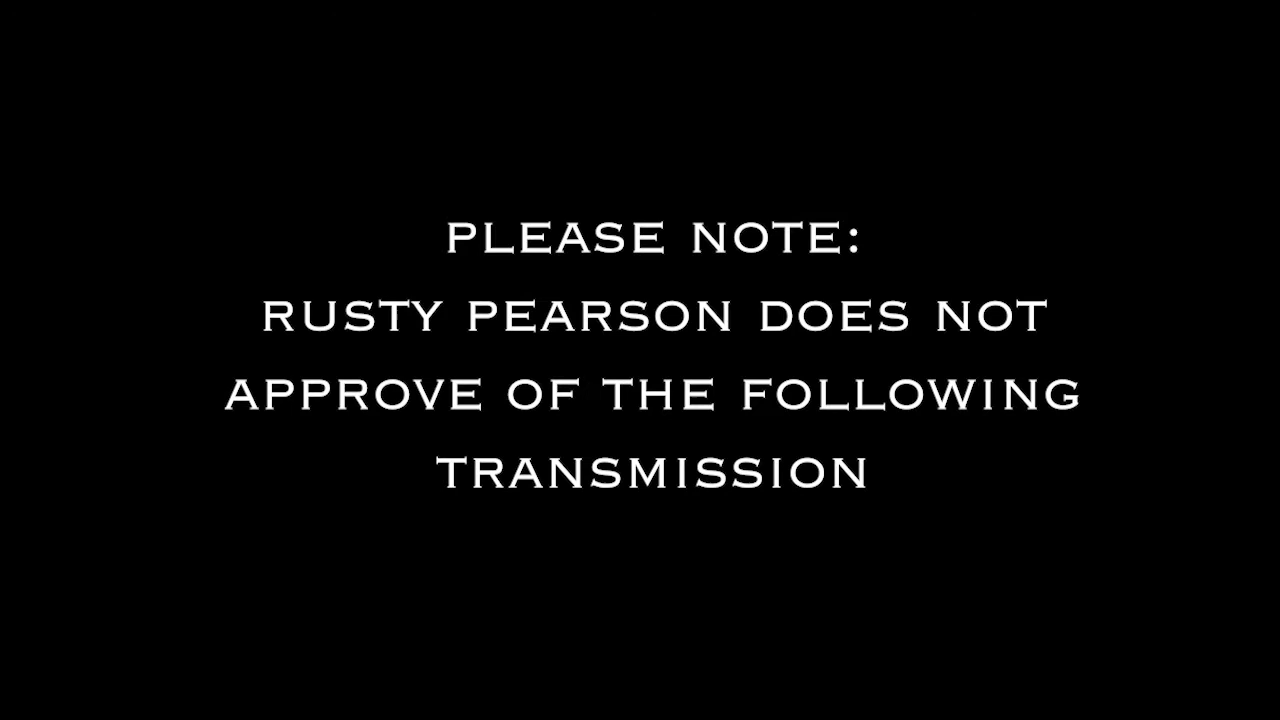 PLEASE NOTE:
RUSTY PEARSON DOES NOT
APPROVE OF THE FOLLOWING
TRANSMISSION